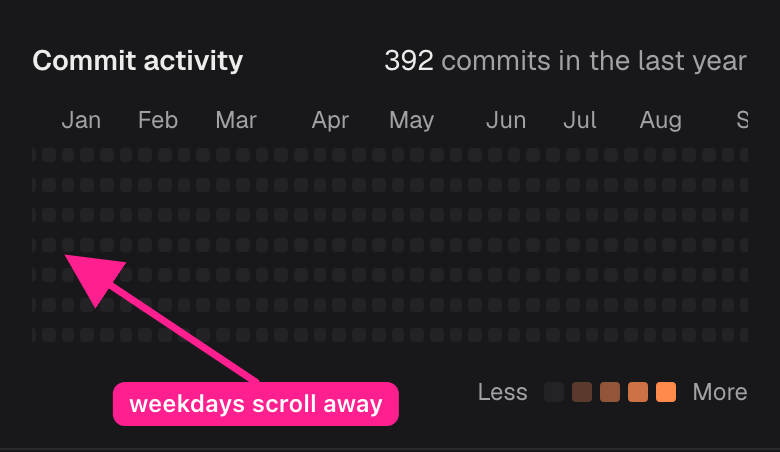 Commit activity
392 commits in the last year
Jan Feb Mar Apr May Jun Jul Aug S
weekdays scroll away
Less More